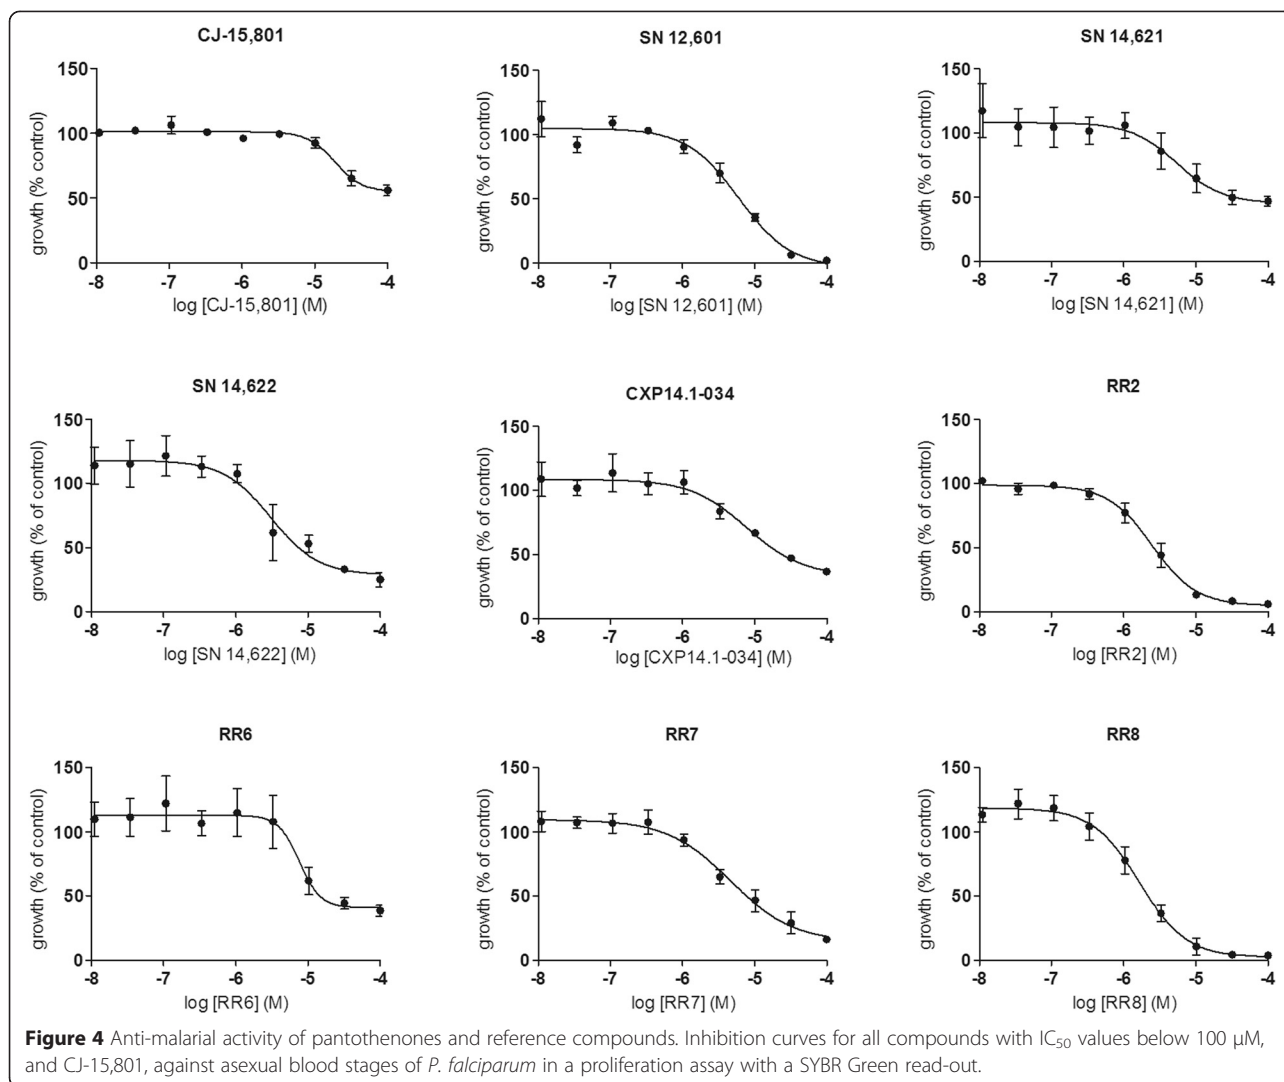 CJ-15,801
growth (% of control)
150
100
50
0
-8 -7 -6 -5 -4
log [CJ-15,801] (M)
SN 12,601
growth (% of control)
150
100
50
0
-8 -7 -6 -5 -4
log [SN 12,601] (M)
SN 14,621
growth (% of control)
150
100
50
0
-8 -7 -6 -5 -4
log [SN 14,621] (M)
SN 14,622
growth (% of control)
150
100
50
0
-8 -7 -6 -5 -4
log [SN 14,622] (M)
CXP14.1-034
growth (% of control)
150
100
50
0
-8 -7 -6 -5 -4
log [CXP14.1-034] (M)
RR2
growth (% of control)
150
100
50
0
-8 -7 -6 -5 -4
log [RR2] (M)
RR6
growth (% of control)
150
100
50
0
-8 -7 -6 -5 -4
log [RR6] (M)
RR7
growth (% of control)
150
100
50
0
-8 -7 -6 -5 -4
log [RR7] (M)
RR8
growth (% of control)
150
100
50
0
-8 -7 -6 -5 -4
log [RR8] (M)
Figure 4 Anti-malarial activity of pantothenones and reference compounds. Inhibition curves for all compounds with IC50 values below 100 μM,
and CJ-15,801, against asexual blood stages of P. falciparum in a proliferation assay with a SYBR Green read-out.